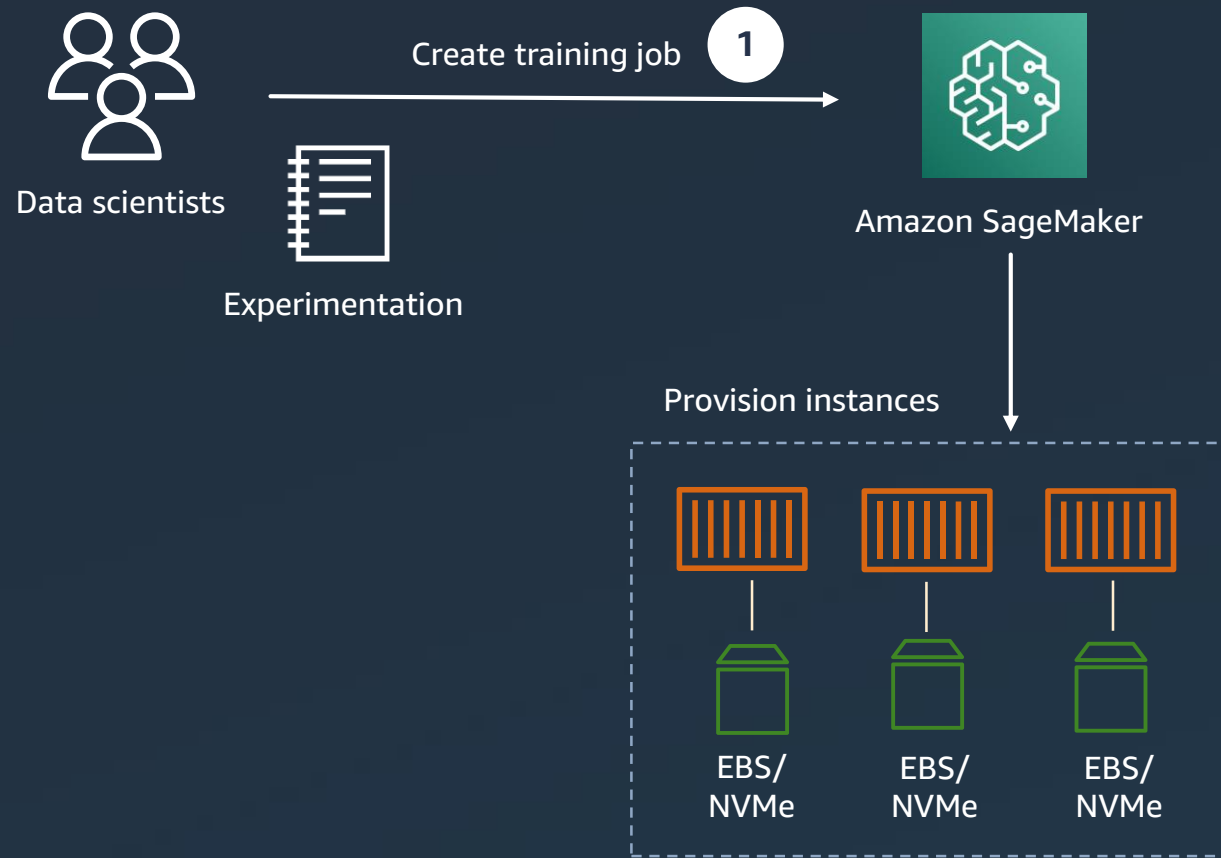 Create training job
1
Data scientists
Experimentation
Amazon SageMaker
Provision instances
EBS/
NVMe
EBS/
NVMe
EBS/
NVMe